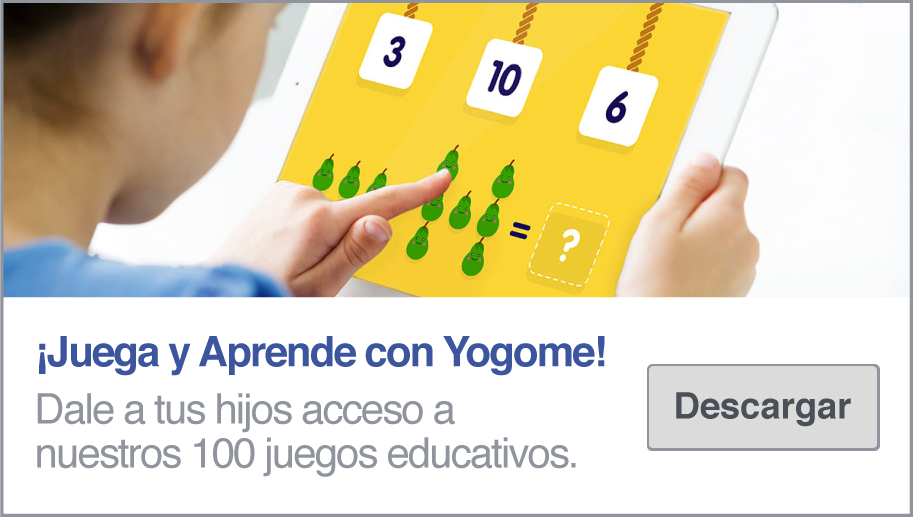 3 10 6
= ?
¡Juega y Aprende con Yogome!
Dale a tus hijos acceso a
nuestros 100 juegos educativos.
Descargar